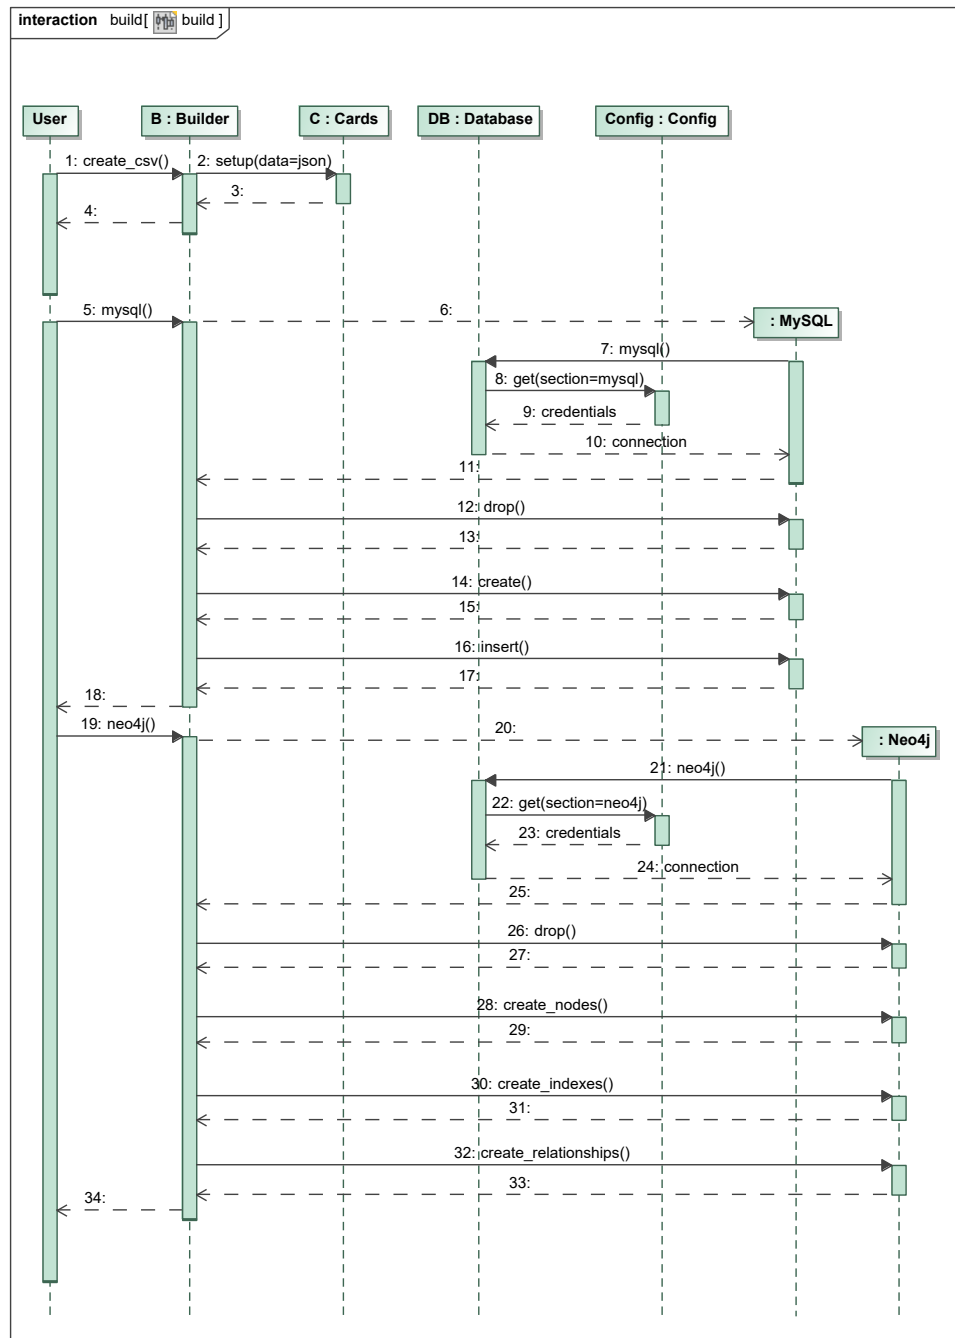 interaction build[ build ]
User
B : Builder
C : Cards
DB : Database
Config : Config
1: create_csv()
2: setup(data=json)
3:
4:
5: mysql()
6:
: MySQL
7: mysql()
8: get(section=mysql)
9: credentials
10: connection
11:
12: drop()
13:
14: create()
15:
16: insert()
17:
18:
19: neo4j()
20:
: Neo4j
21: neo4j()
22: get(section=neo4j)
23: credentials
24: connection
25:
26: drop()
27:
28: create_nodes()
29:
30: create_indexes()
31:
32: create_relationships()
33:
34: